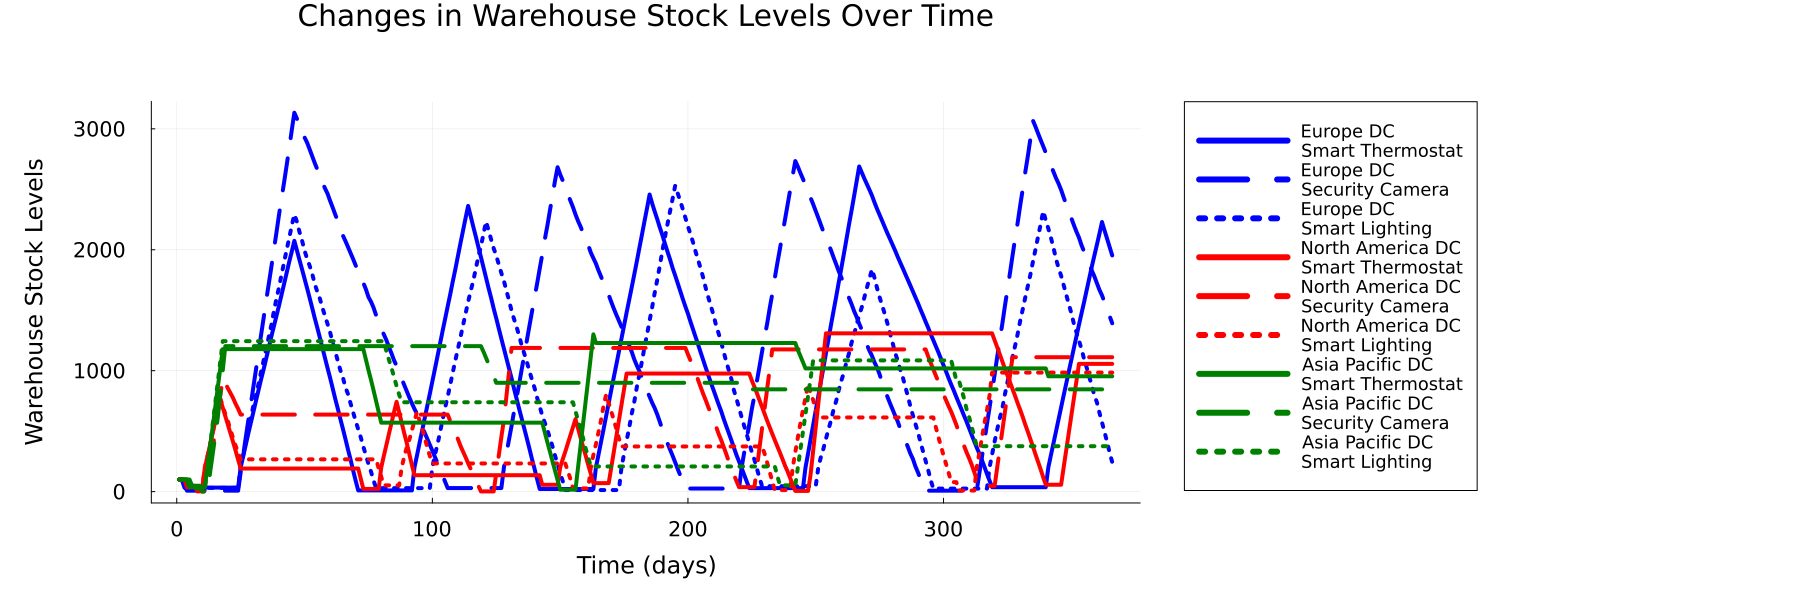 Changes in Warehouse Stock Levels Over Time
Warehouse Stock Levels
3000
2000
1000
0
0
100
200
300
Time (days)
Europe DC
Smart Thermostat
Europe DC
Security Camera
Europe DC
Smart Lighting
North America DC
Smart Thermostat
North America DC
Security Camera
North America DC
Smart Lighting
Asia Pacific DC
Smart Thermostat
Asia Pacific DC
Security Camera
Asia Pacific DC
Smart Lighting